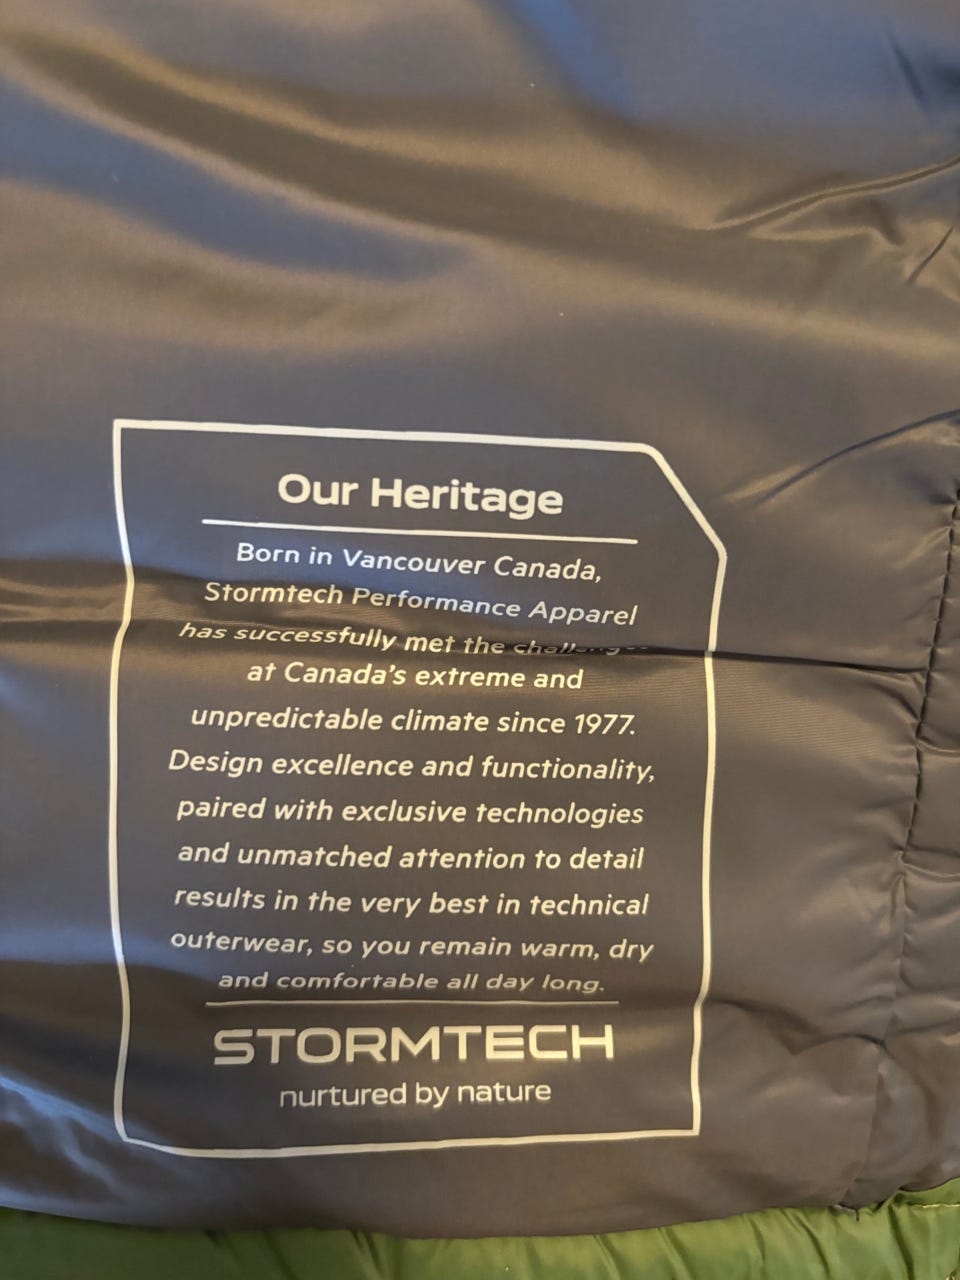 Our Heritage
Born in Vancouver Canada,
Stormtech Performance Apparel
has successfully met the
at Canada's extreme and
unpredictable climate since 1977.
Design excellence and functionality,
paired with exclusive technologies
and unmatched attention to detail
results in the very best in technical
outerwear, so you remain warm, dry
and comfortable all day long.
STORMTECH
nurtured by nature